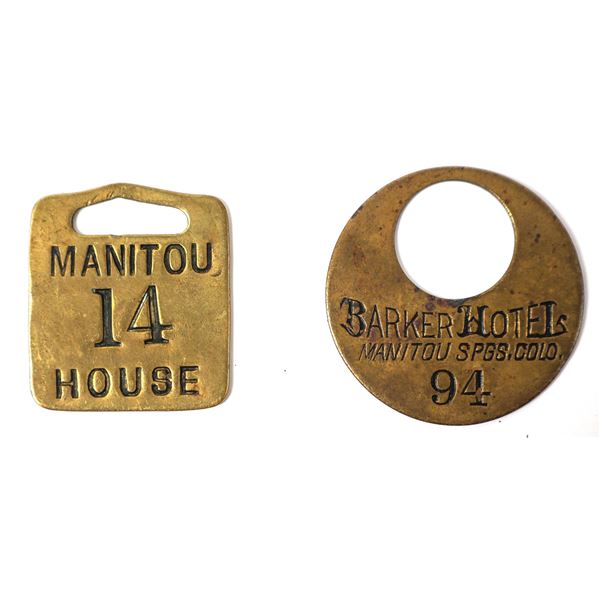 MANITOU
14
HOUSE
BARKER HOTEL
MANITOU SPGS, COLO.
94